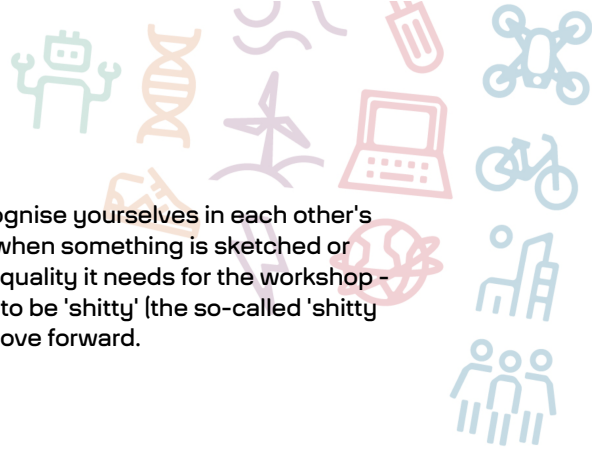 ognise yourselves in each other's
when something is sketched or
quality it needs for the workshop -
to be 'shitty' (the so-called 'shitty
ove forward.